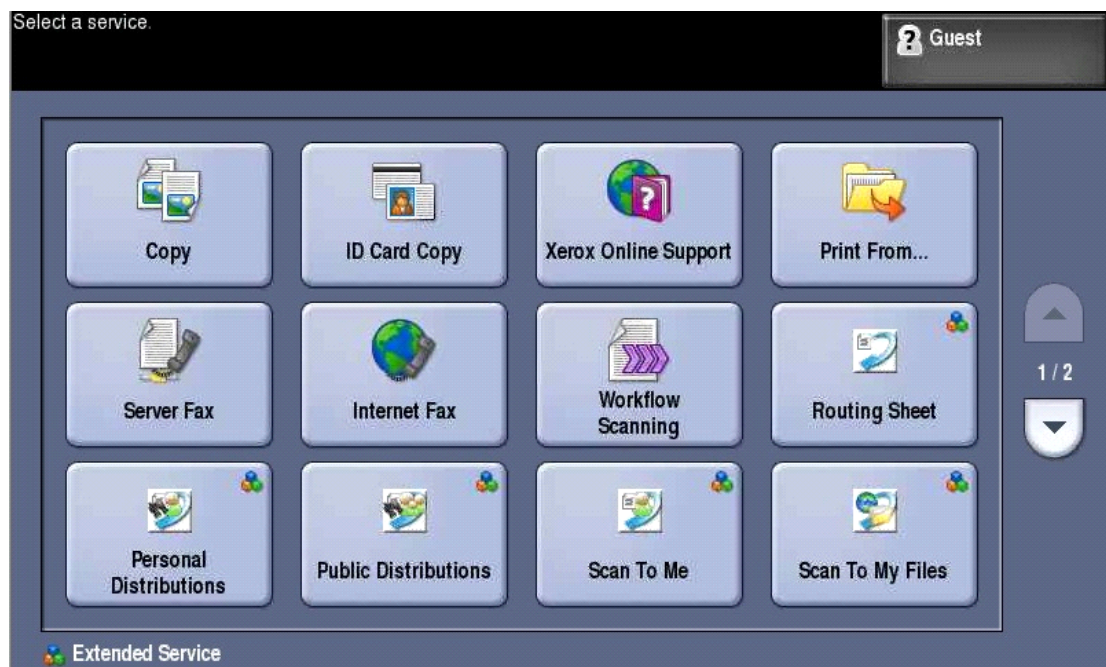 Select a service.
Guest
Copy
ID Card Copy
Xerox Online Support
Print From...
Server Fax
Internet Fax
Workflow
Scanning
Routing Sheet
1 / 2
Personal
Distributions
Public Distributions
Scan To Me
Scan To My Files
Extended Service